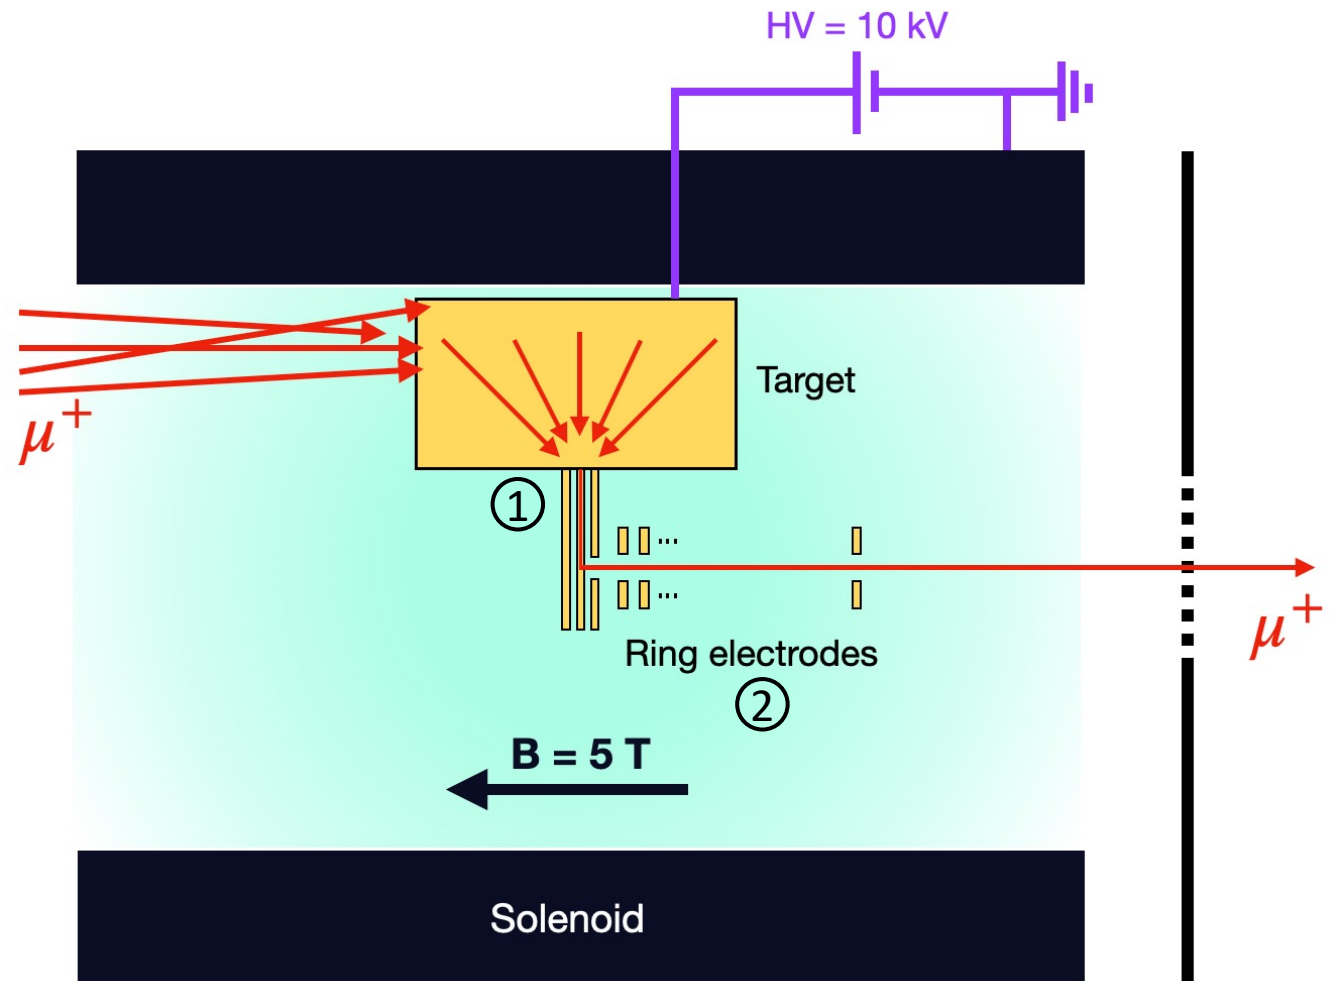 HV = 10 kV
μ+
Target
①
...
...
μ+
Ring electrodes
②
B = 5 T
Solenoid